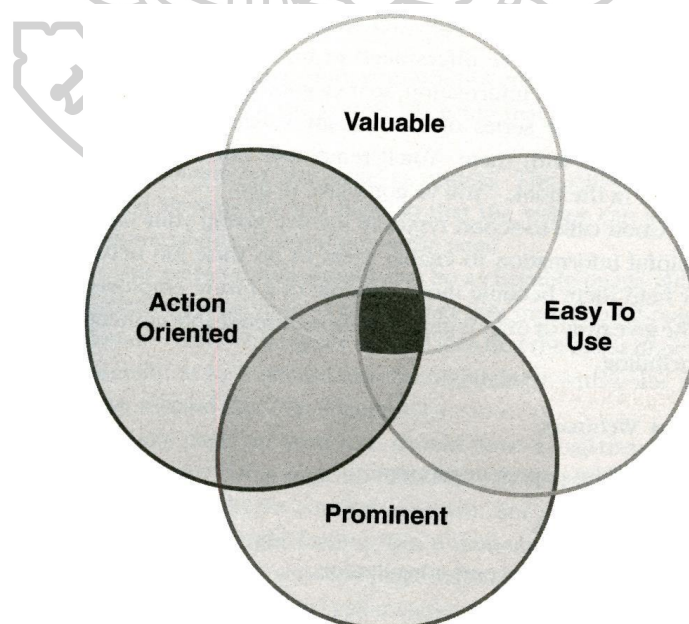 Valuable
Action
Oriented
Easy To
Use
Prominent